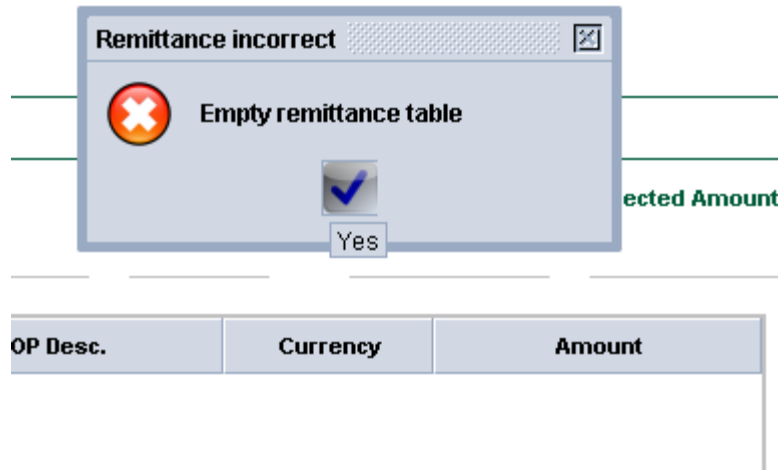 Remittance incorrect
Empty remittance table
ected Amount
Yes
OP Desc. Currency Amount